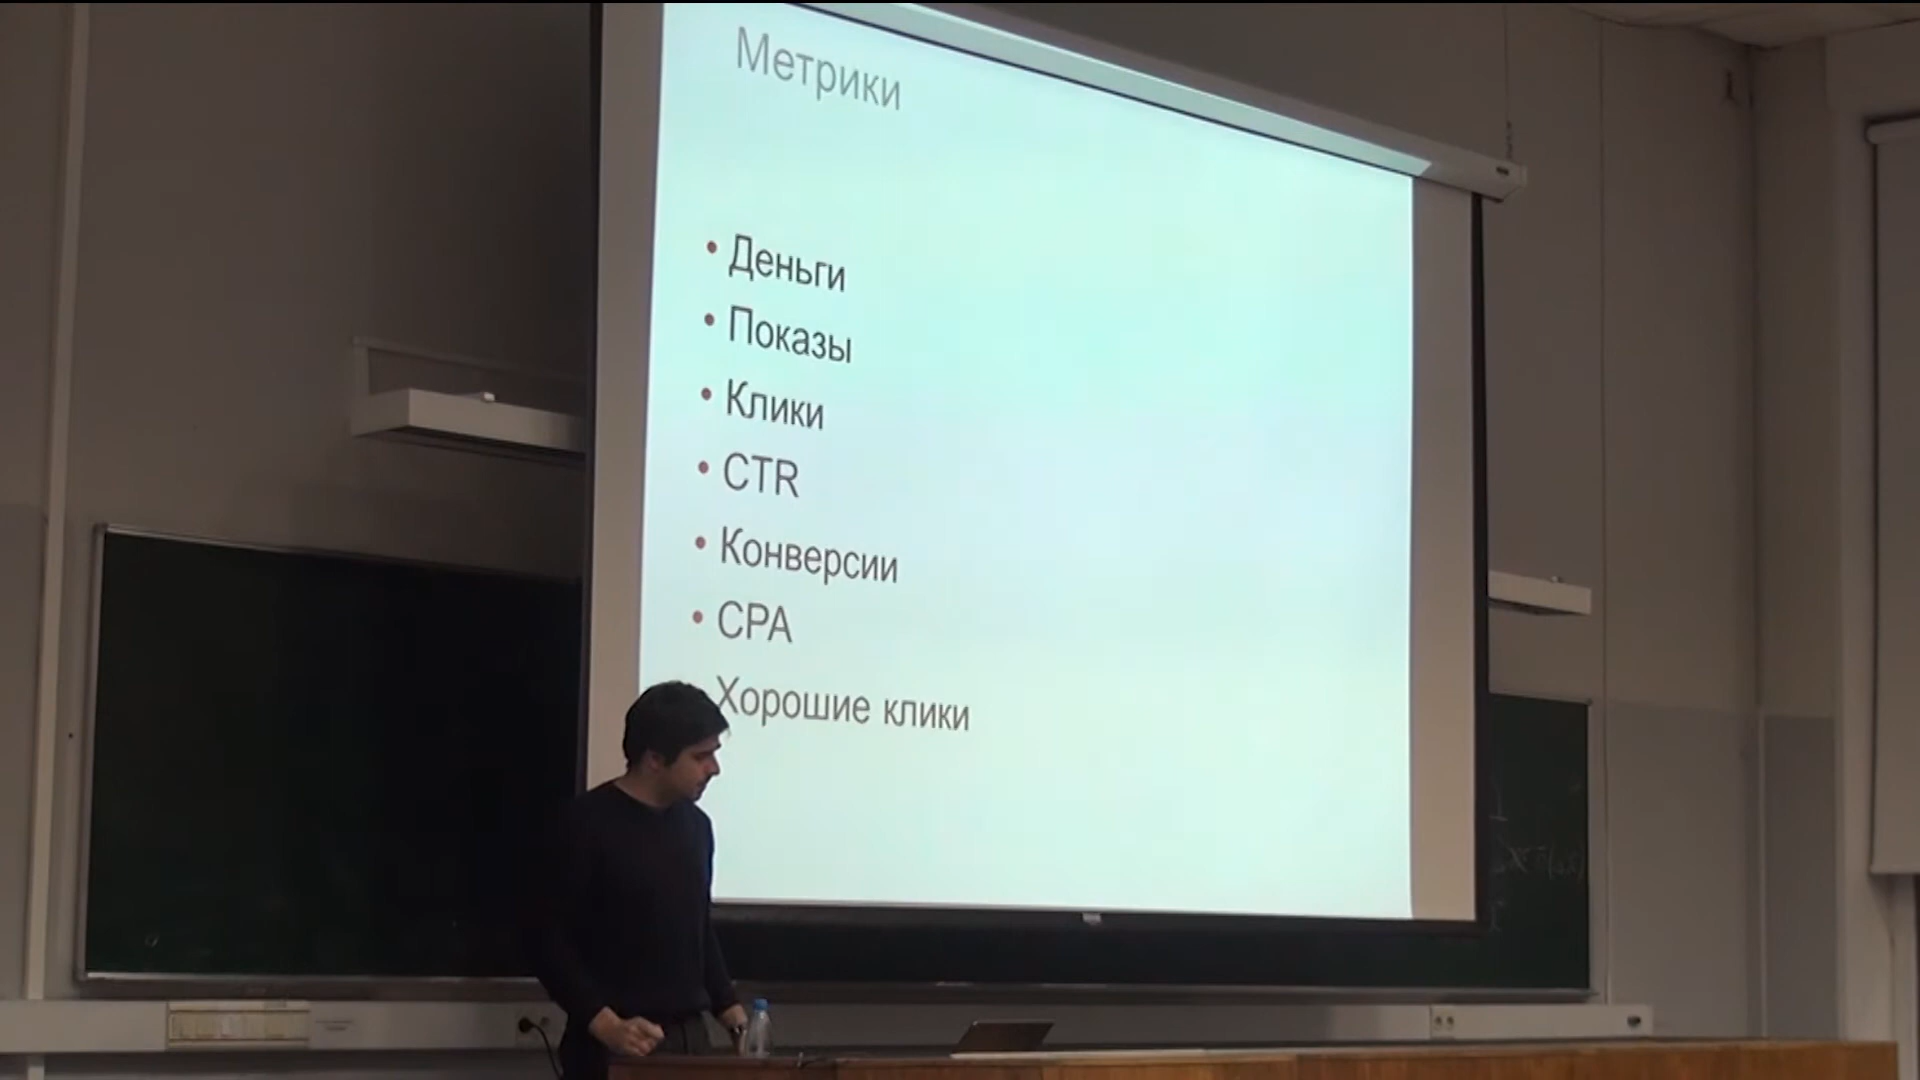 Метрики
• Деньги
• Показы
• Клики
• CTR
• Конверсии
• CPA
Хорошие клики